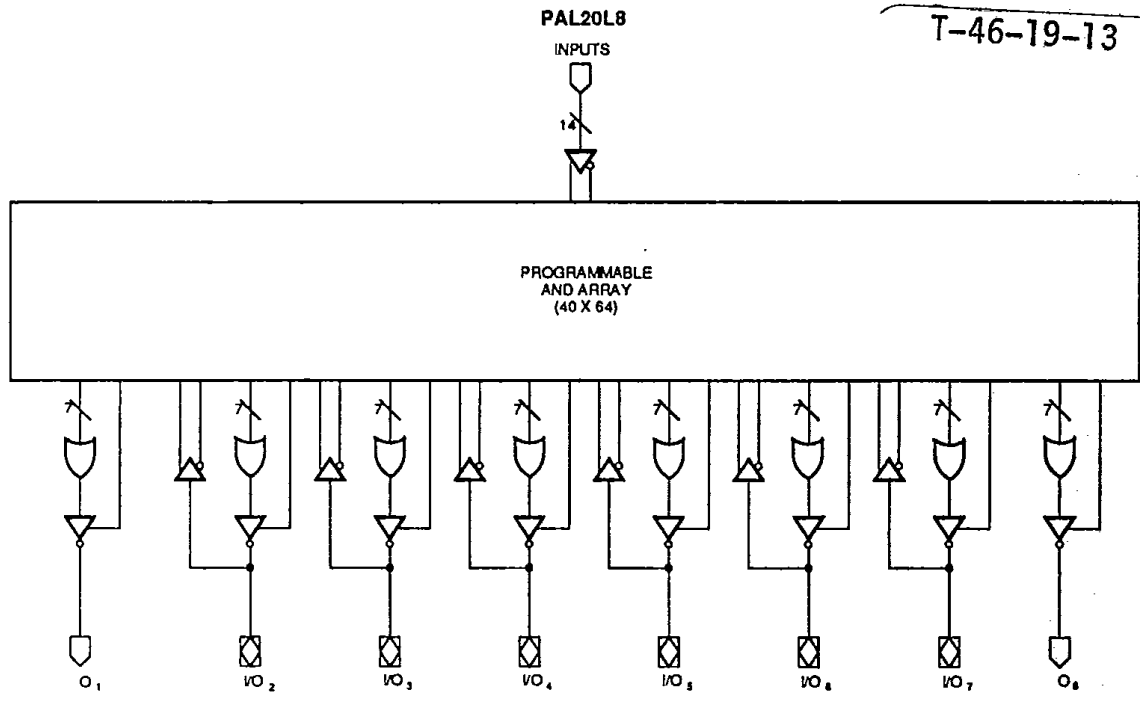 PAL20L8
T-46-19-13
INPUTS
14
PROGRAMMABLE
AND ARRAY
(40 X 64)
7 7 7 7 7 7 7 7
O₁ I/O₂ I/O₃ I/O₄ I/O₅ I/O₆ I/O₇ O₈